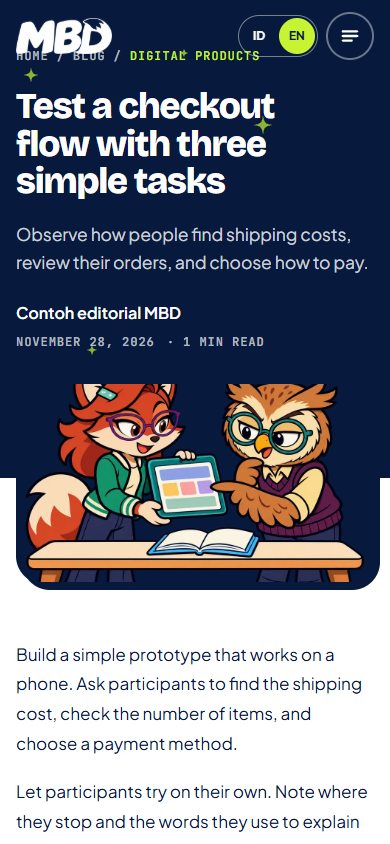 MBD
ID EN
HOME / BLOG / DIGITAL PRODUCTS
Test a checkout
flow with three
simple tasks
Observe how people find shipping costs,
review their orders, and choose how to pay.
Contoh editorial MBD
NOVEMBER 28, 2026 · 1 MIN READ
Build a simple prototype that works on a
phone. Ask participants to find the shipping
cost, check the number of items, and
choose a payment method.
Let participants try on their own. Note where
they stop and the words they use to explain